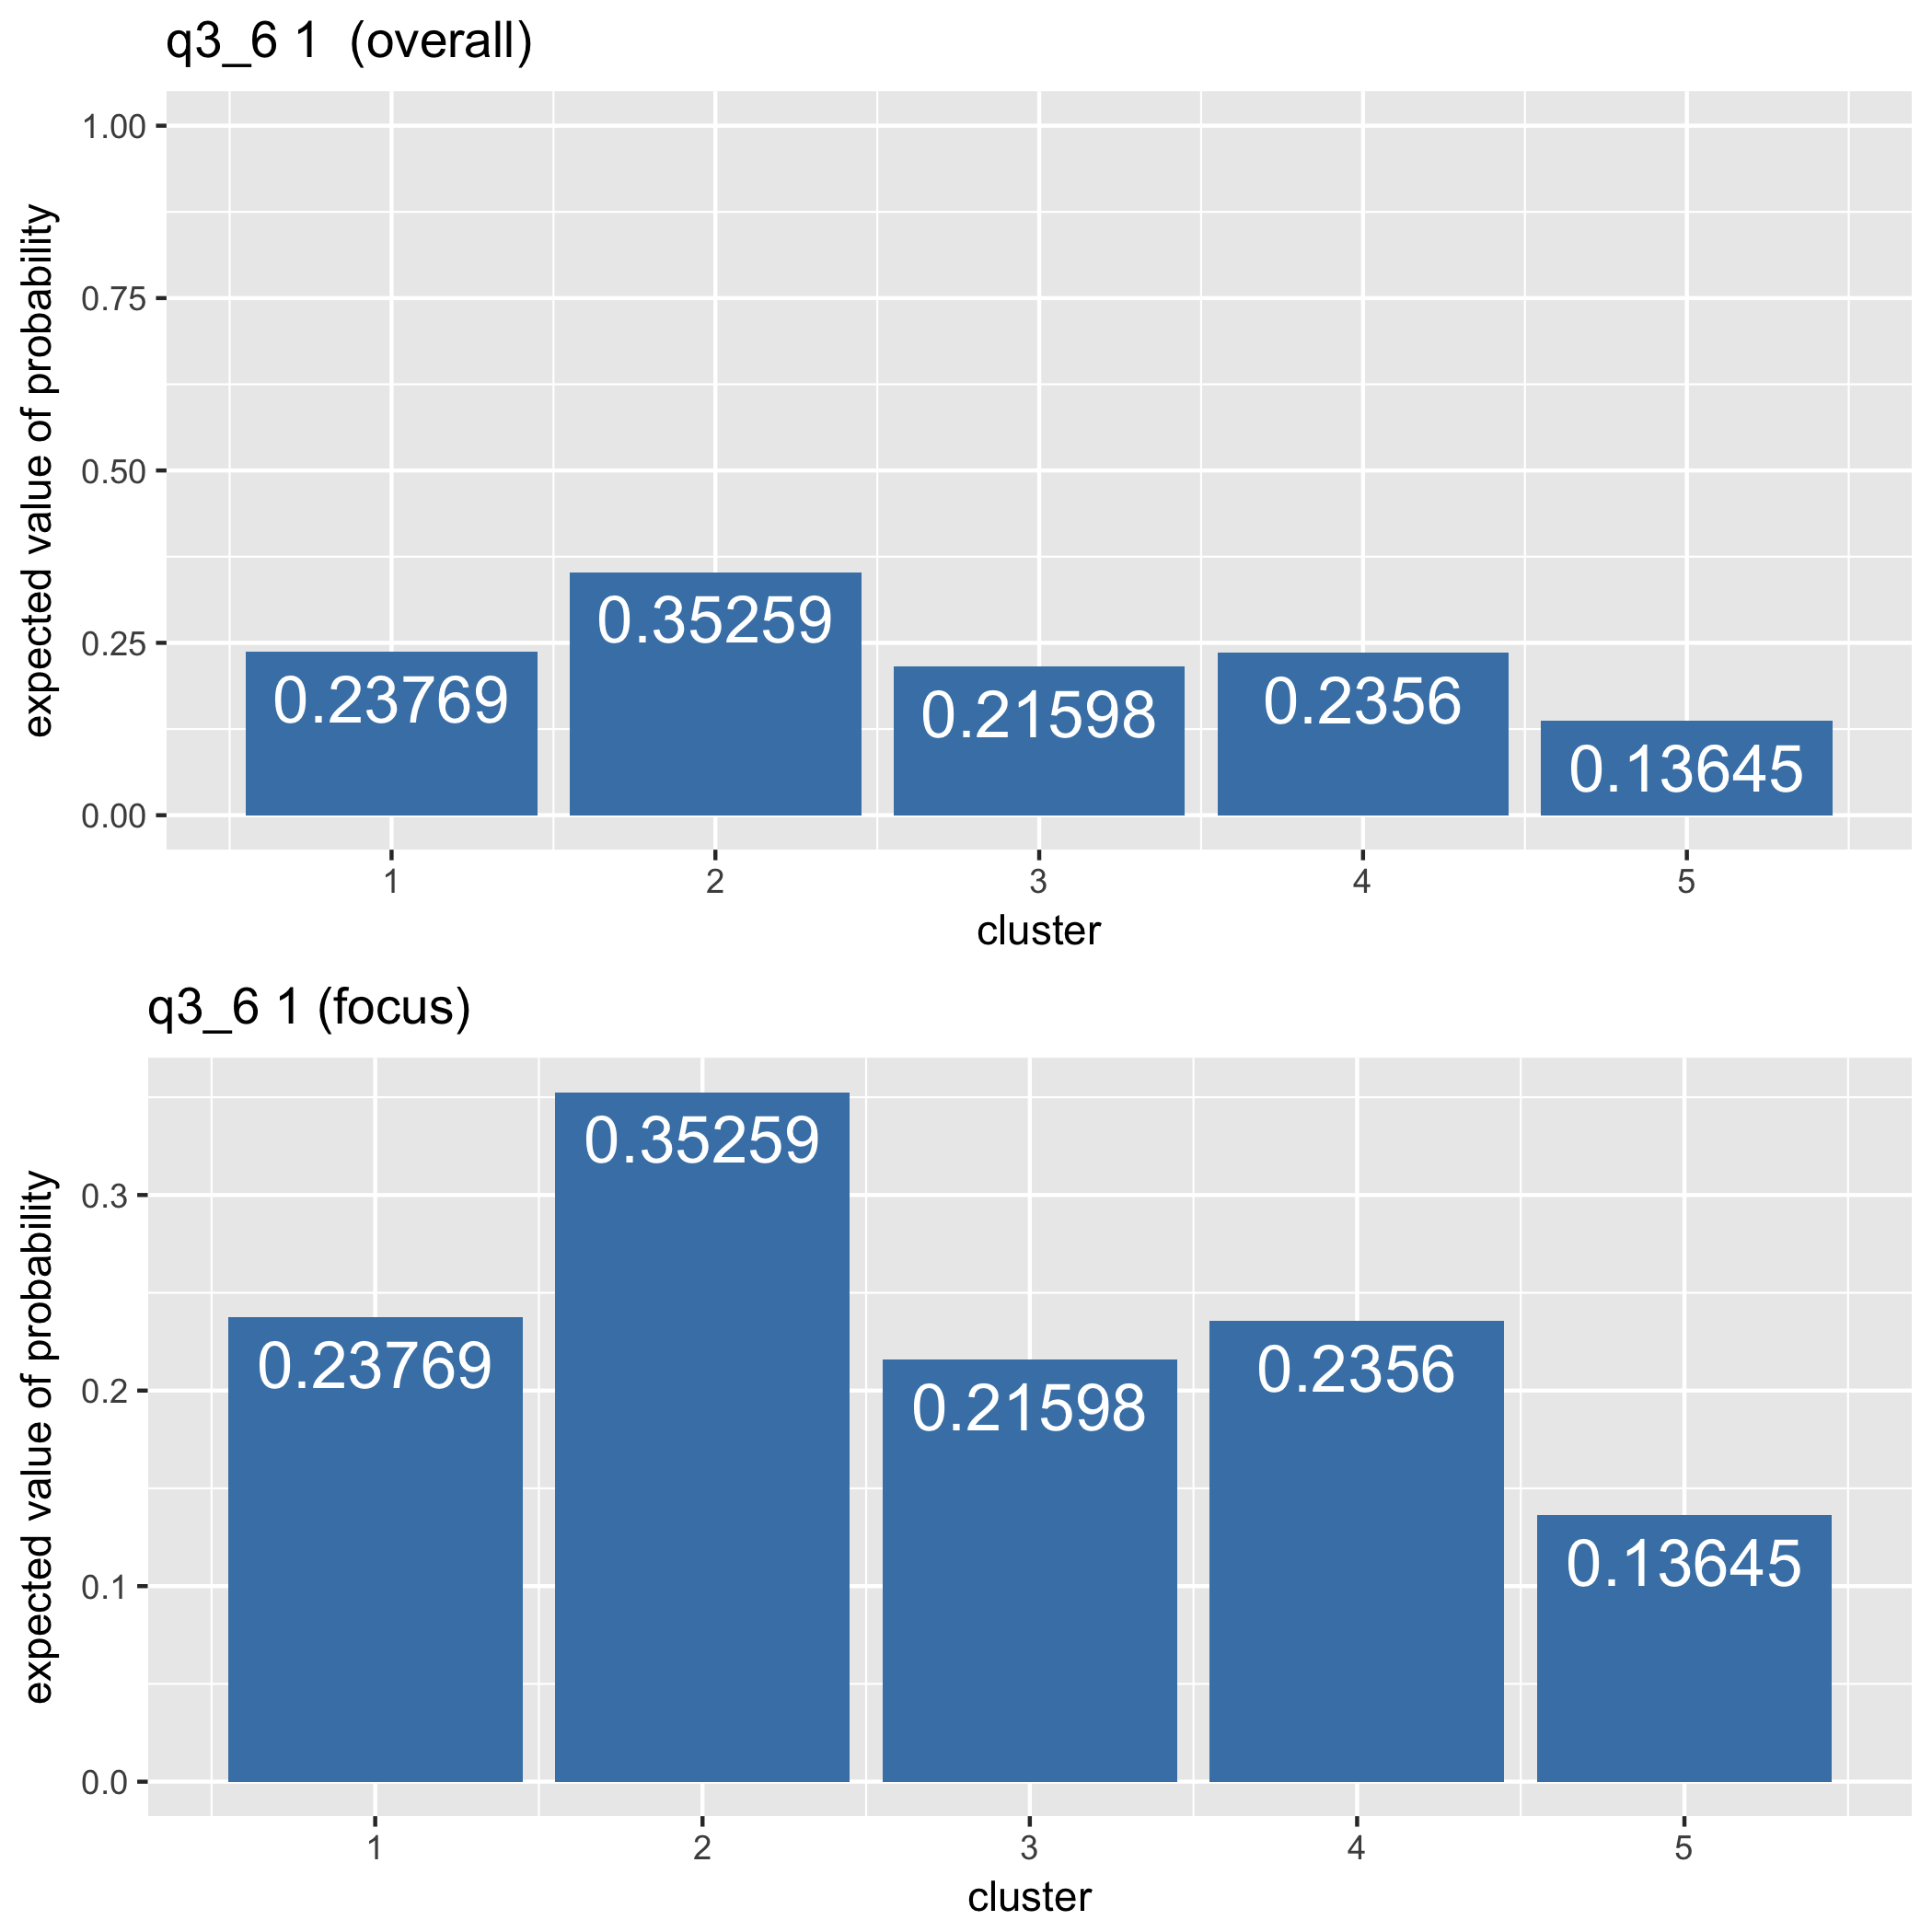 q3_6 1  (overall)
expected value of probability
1.00
0.75
0.50
0.25
0.00
0.23769
0.35259
0.21598
0.2356
0.13645
1 2 3 4 5
cluster
q3_6 1 (focus)
expected value of probability
0.3
0.2
0.1
0.0
0.23769
0.35259
0.21598
0.2356
0.13645
1 2 3 4 5
cluster